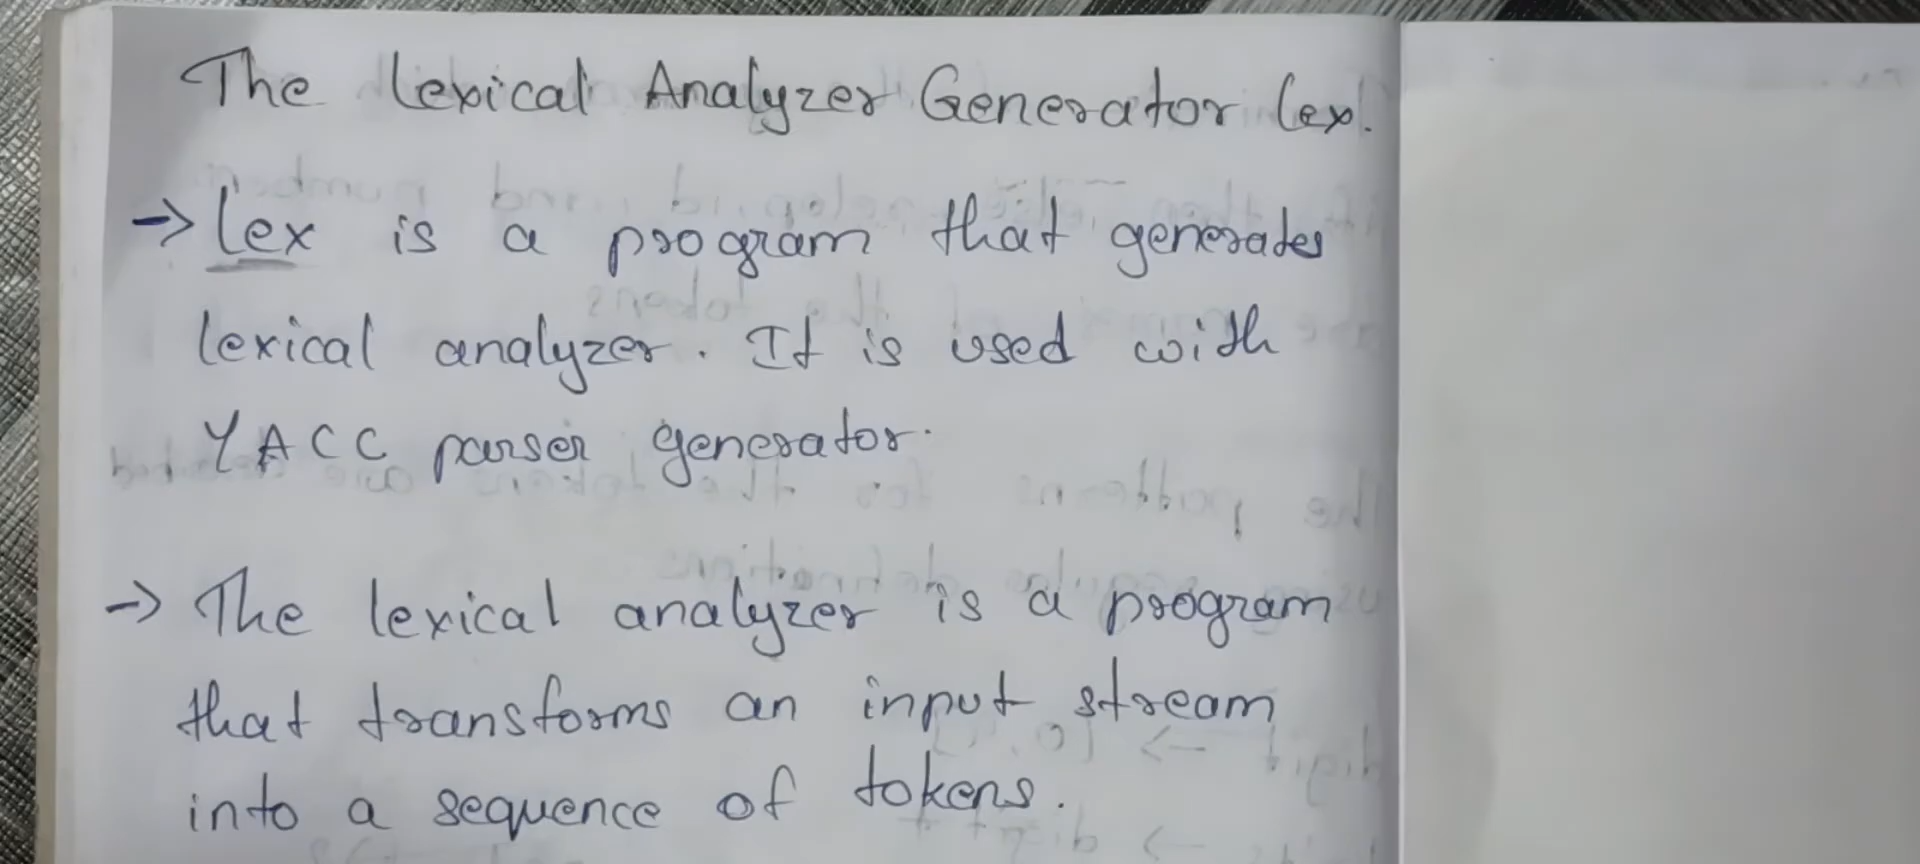 The Lexical Analyzer Generator Lex.
→ Lex is a program that generates
lexical analyzer. It is used with
YACC parser generator.
→ The lexical analyzer is a program
that transforms an input stream
into a sequence of tokens.